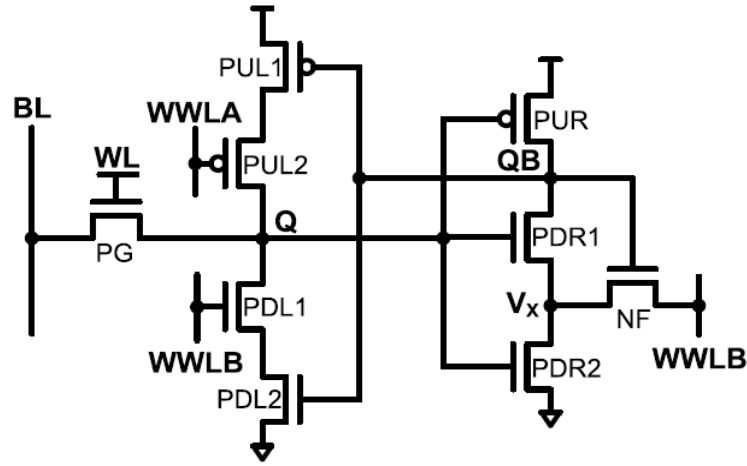 PUL1
BL
WWLA
PUR
WL
PUL2
QB
Q
PDR1
PG
PDL1
VX
NF
WWLB
WWLB
PDR2
PDL2